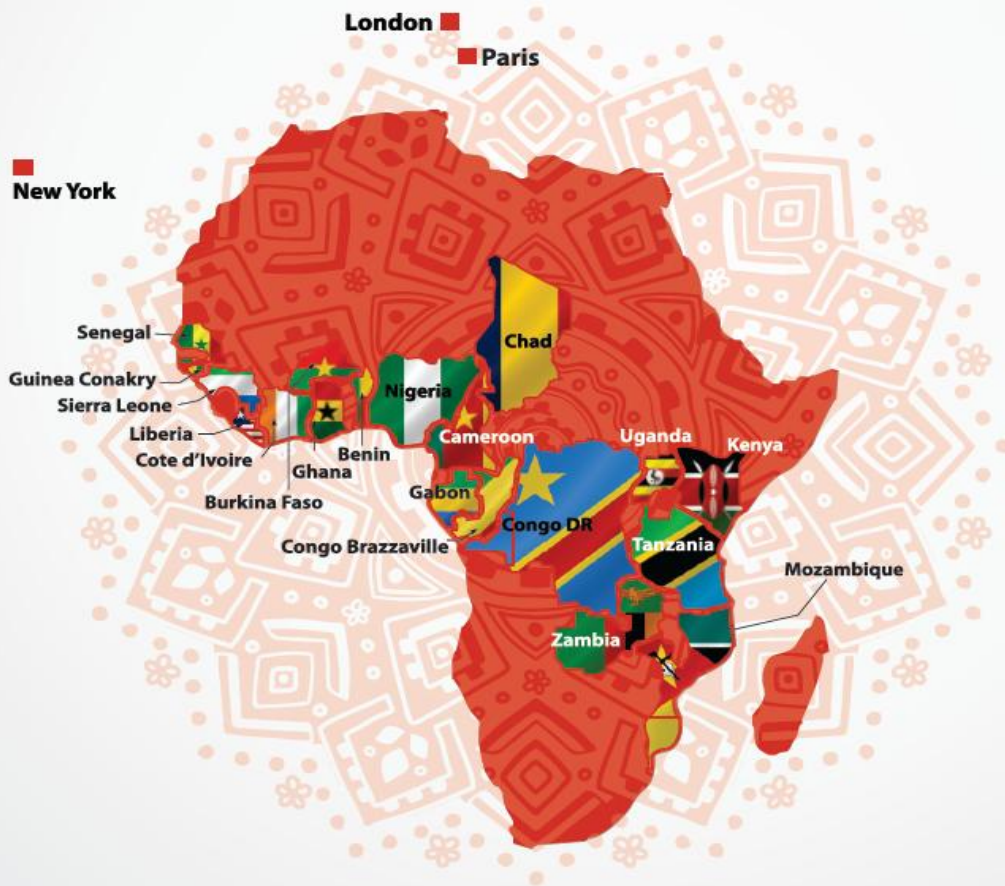 London
Paris
New York
Senegal
Chad
Guinea Conakry
Nigeria
Sierra Leone
Liberia
Cameroon
Uganda
Kenya
Cote d'Ivoire
Benin
Ghana
Burkina Faso
Gabon
Congo DR
Congo Brazzaville
Tanzania
Mozambique
Zambia